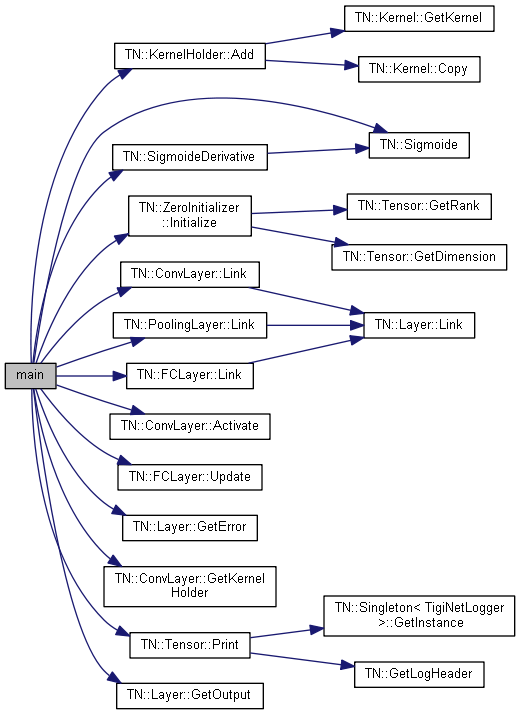 TN::Kernel::GetKernel
TN::KernelHolder::Add
TN::Kernel::Copy
TN::Sigmoide
TN::SigmoideDerivative
TN::ZeroInitializer
::Initialize
TN::Tensor::GetRank
TN::Tensor::GetDimension
TN::ConvLayer::Link
TN::PoolingLayer::Link
TN::Layer::Link
main
TN::FCLayer::Link
TN::ConvLayer::Activate
TN::FCLayer::Update
TN::Layer::GetError
TN::ConvLayer::GetKernel
Holder
TN::Singleton< TigiNetLogger
>::GetInstance
TN::Tensor::Print
TN::GetLogHeader
TN::Layer::GetOutput